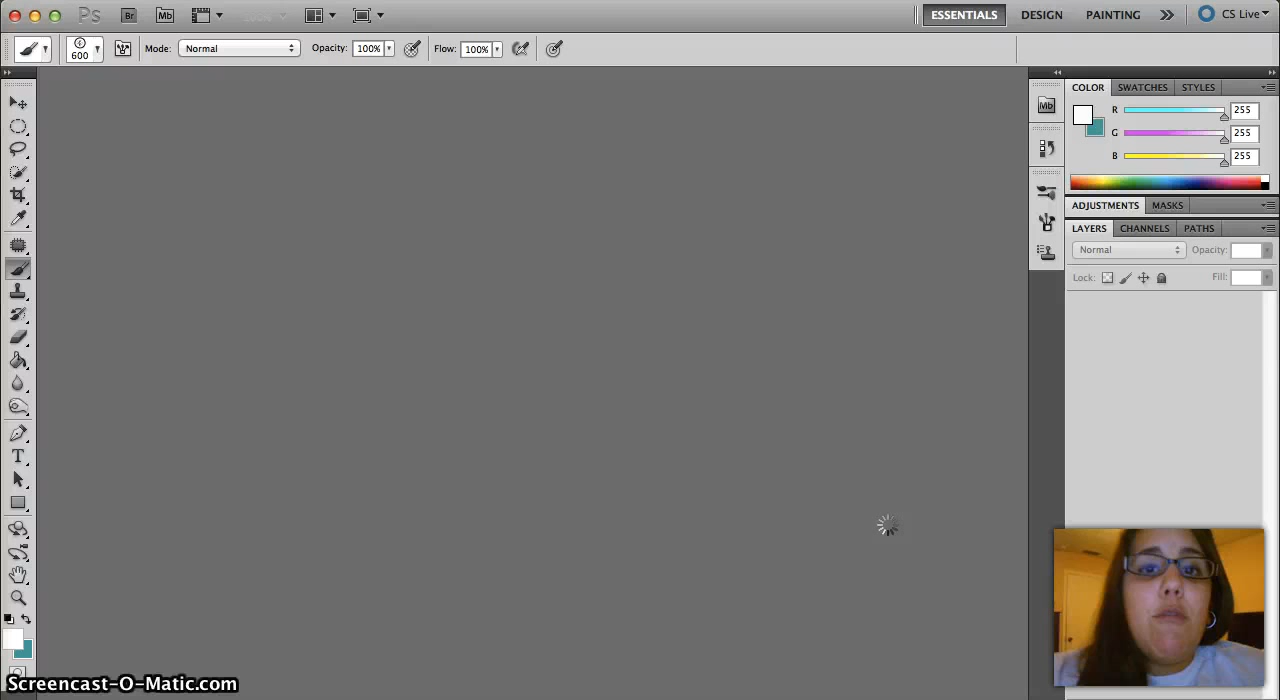 Ps Br Mb ESSENTIALS DESIGN PAINTING >> CS Live
600 Mode: Normal Opacity: 100% Flow: 100%
COLOR SWATCHES STYLES
Mb
R 255
G 255
B 255
ADJUSTMENTS MASKS
LAYERS CHANNELS PATHS
Normal Opacity:
Lock: Fill:
T
Screencast-O-Matic.com